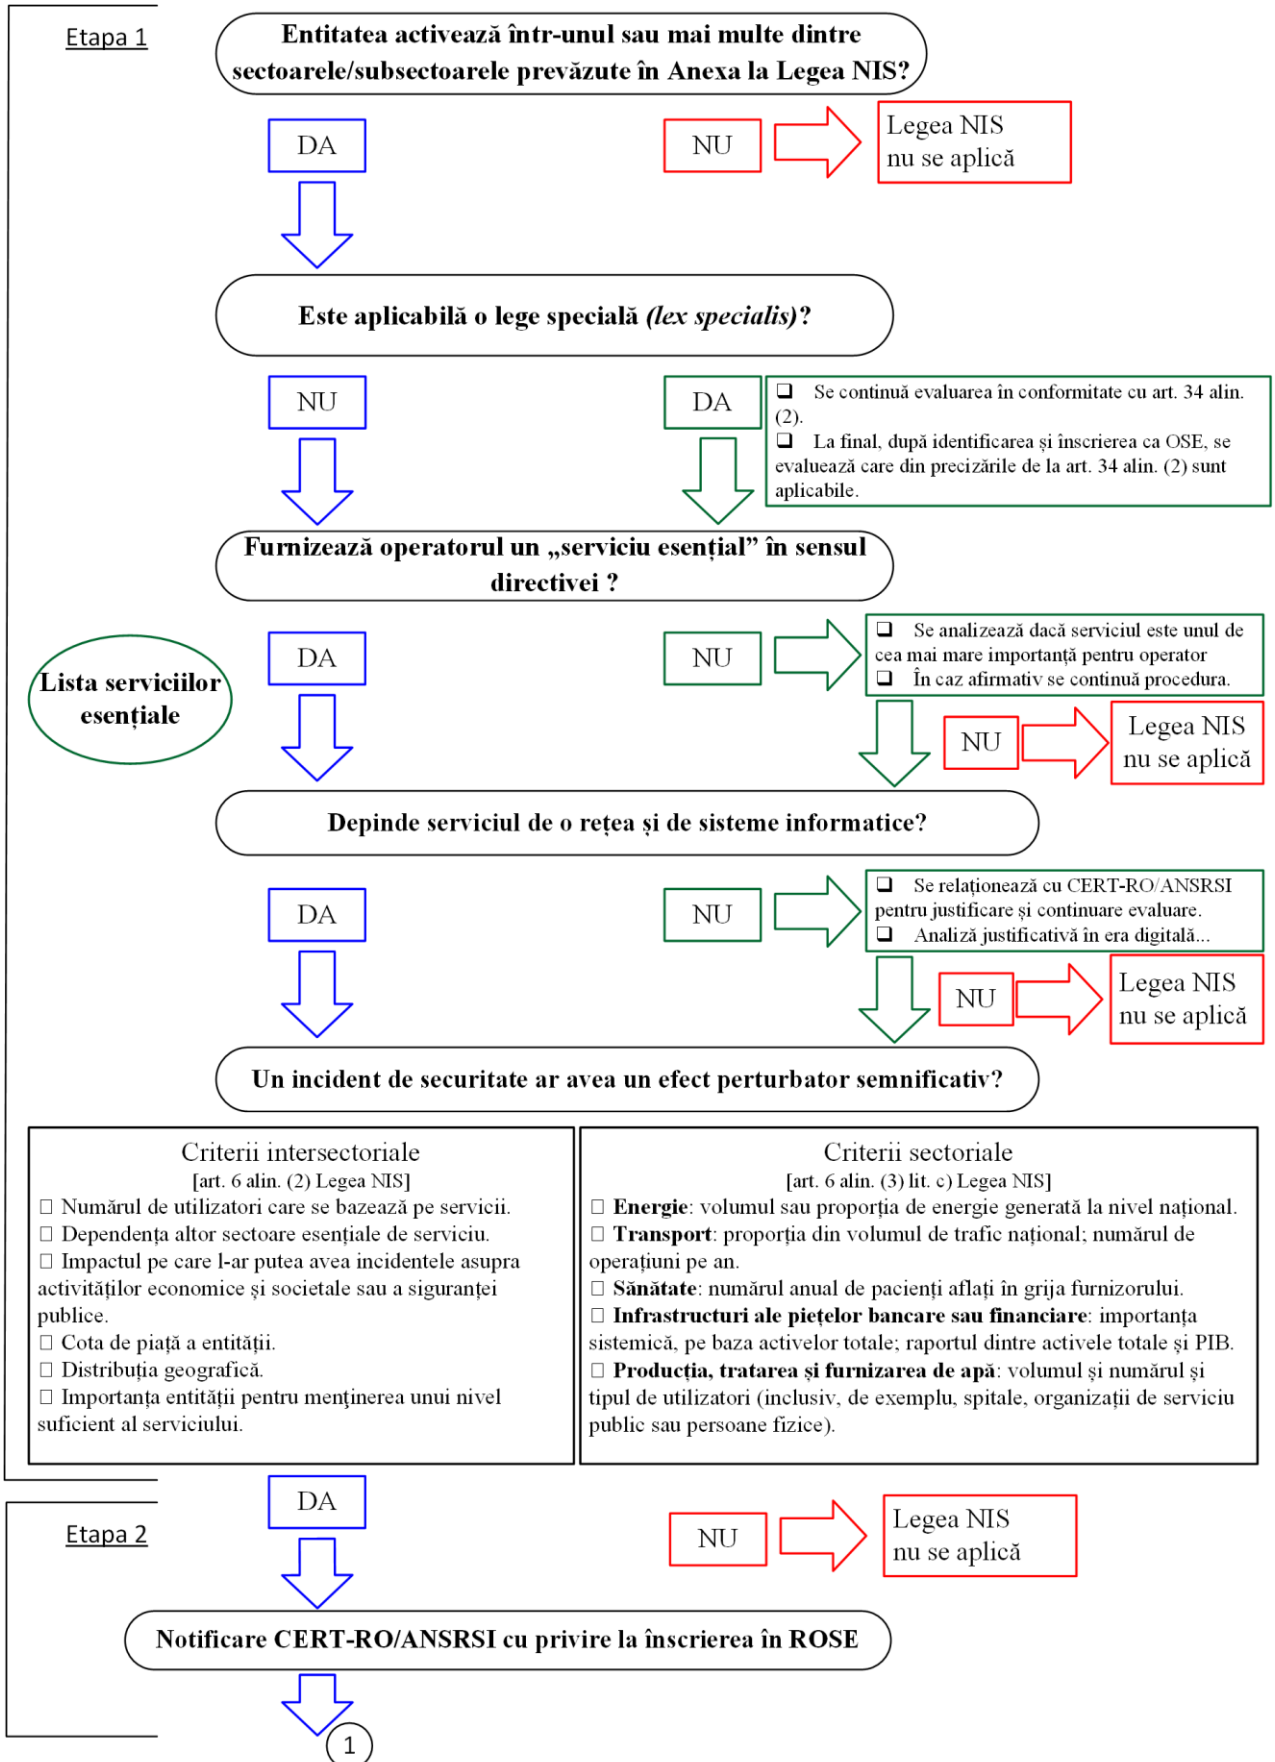 Etapa 1
Entitatea activează într-unul sau mai multe dintre
sectoarele/subsectoarele prevăzute în Anexa la Legea NIS?
DA
NU
Legea NIS
nu se aplică
Este aplicabilă o lege specială (lex specialis)?
NU
DA
❑ Se continuă evaluarea în conformitate cu art. 34 alin.
(2).
❑ La final, după identificarea și înscrierea ca OSE, se
evaluează care din precizările de la art. 34 alin. (2) sunt
aplicabile.
Furnizează operatorul un „serviciu esențial” în sensul
directivei ?
Lista serviciilor
esențiale
DA
NU
❑ Se analizează dacă serviciul este unul de
cea mai mare importanță pentru operator
❑ În caz afirmativ se continuă procedura.
NU
Legea NIS
nu se aplică
Depinde serviciul de o rețea și de sisteme informatice?
DA
NU
❑ Se relaționează cu CERT-RO/ANSRSI
pentru justificare și continuare evaluare.
❑ Analiză justificativă în era digitală...
NU
Legea NIS
nu se aplică
Un incident de securitate ar avea un efect perturbator semnificativ?
Criterii intersectoriale
[art. 6 alin. (2) Legea NIS]
□ Numărul de utilizatori care se bazează pe servicii.
□ Dependența altor sectoare esențiale de serviciu.
□ Impactul pe care l-ar putea avea incidentele asupra
activităților economice și societale sau a siguranței
publice.
□ Cota de piață a entității.
□ Distribuția geografică.
□ Importanța entității pentru menținerea unui nivel
suficient al serviciului.
Criterii sectoriale
[art. 6 alin. (3) lit. c) Legea NIS]
□ Energie: volumul sau proporția de energie generată la nivel național.
□ Transport: proporția din volumul de trafic național; numărul de
operațiuni pe an.
□ Sănătate: numărul anual de pacienți aflați în grija furnizorului.
□ Infrastructuri ale piețelor bancare sau financiare: importanța
sistemică, pe baza activelor totale; raportul dintre activele totale și PIB.
□ Producția, tratarea și furnizarea de apă: volumul și numărul și
tipul de utilizatori (inclusiv, de exemplu, spitale, organizații de serviciu
public sau persoane fizice).
DA
NU
Legea NIS
nu se aplică
Etapa 2
Notificare CERT-RO/ANSRSI cu privire la înscrierea în ROSE
1